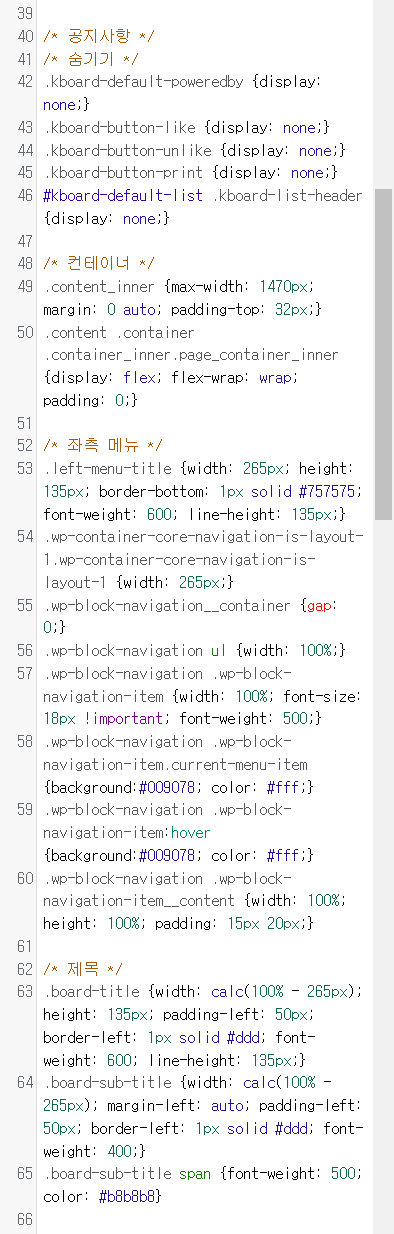 39
40 /* 공지사항 */
41 /* 숨기기 */
42 .kboard-default-poweredby {display:
none;}
43 .kboard-button-like {display: none;}
44 .kboard-button-unlike {display: none;}
45 .kboard-button-print {display: none;}
46 #kboard-default-list .kboard-list-header
{display: none;}
47
48 /* 컨테이너 */
49 .content_inner {max-width: 1470px;
margin: 0 auto; padding-top: 32px;}
50 .content .container
.container_inner.page_container_inner
{display: flex; flex-wrap: wrap;
padding: 0;}
51
52 /* 좌측 메뉴 */
53 .left-menu-title {width: 265px; height:
135px; border-bottom: 1px solid #757575;
font-weight: 600; line-height: 135px;}
54 .wp-container-core-navigation-is-layout-
1.wp-container-core-navigation-is-
layout-1 {width: 265px;}
55 .wp-block-navigation__container {gap:
0;}
56 .wp-block-navigation ul {width: 100%;}
57 .wp-block-navigation .wp-block-
navigation-item {width: 100%; font-size:
18px !important; font-weight: 500;}
58 .wp-block-navigation .wp-block-
navigation-item.current-menu-item
{background:#009078; color: #fff;}
59 .wp-block-navigation .wp-block-
navigation-item:hover
{background:#009078; color: #fff;}
60 .wp-block-navigation .wp-block-
navigation-item__content {width: 100%;
height: 100%; padding: 15px 20px;}
61
62 /* 제목 */
63 .board-title {width: calc(100% - 265px);
height: 135px; padding-left: 50px;
border-left: 1px solid #ddd; font-
weight: 600; line-height: 135px;}
64 .board-sub-title {width: calc(100% -
265px); margin-left: auto; padding-left:
50px; border-left: 1px solid #ddd; font-
weight: 400;}
65 .board-sub-title span {font-weight: 500;
color: #b8b8b8}
66